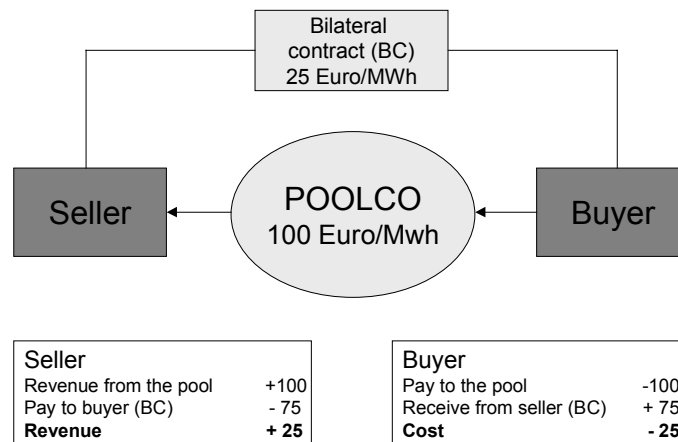 Bilateral
contract (BC)
25 Euro/MWh
Seller
POOLCO
100 Euro/Mwh
Buyer
Seller
Revenue from the pool +100
Pay to buyer (BC) - 75
Revenue + 25
Buyer
Pay to the pool -100
Receive from seller (BC) + 75
Cost - 25